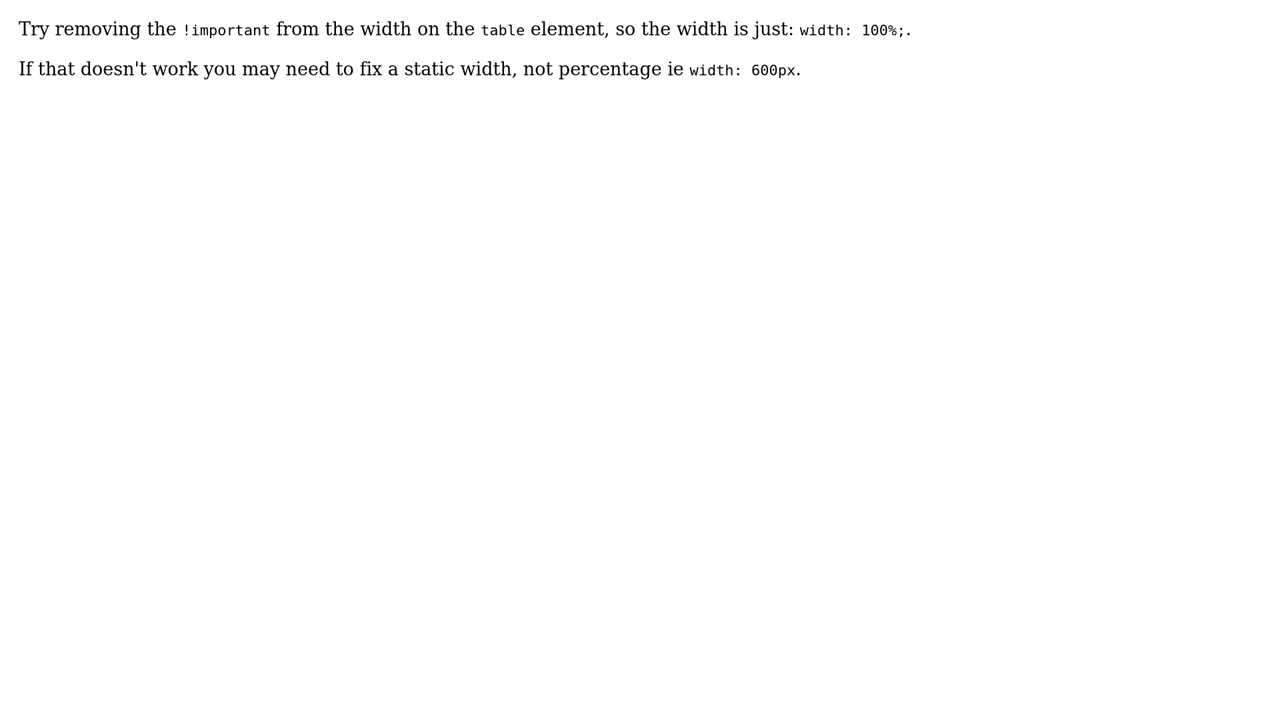 Try removing the !important from the width on the table element, so the width is just: width: 100%;.
If that doesn't work you may need to fix a static width, not percentage ie width: 600px.